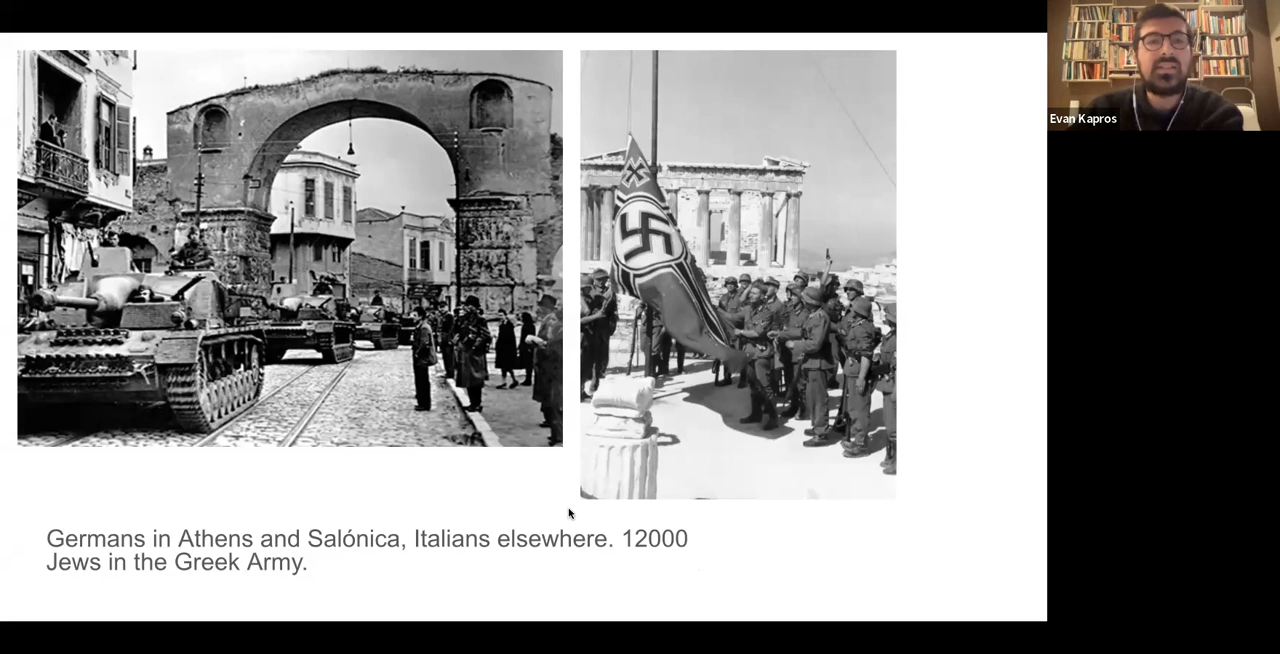 Evan Kapros
Germans in Athens and Salónica, Italians elsewhere. 12000
Jews in the Greek Army.